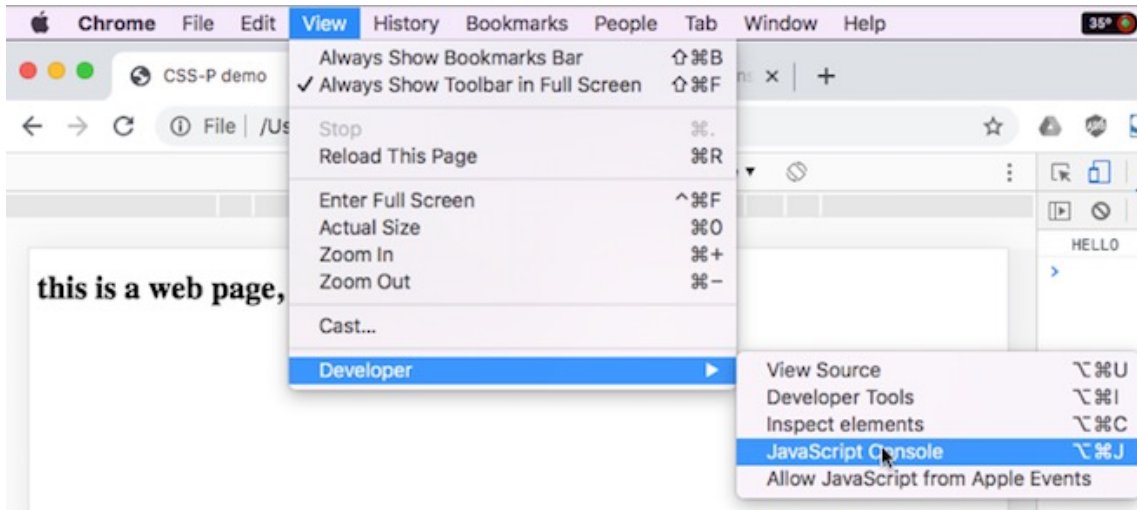 Chrome File Edit View History Bookmarks People Tab Window Help 35°
CSS-P demo
File /Us
Always Show Bookmarks Bar ⇧⌘B
✓ Always Show Toolbar in Full Screen ⇧⌘F
Stop ⌘.
Reload This Page ⌘R
Enter Full Screen ^⌘F
Actual Size ⌘0
Zoom In ⌘+
Zoom Out ⌘−
Cast...
Developer
View Source ⌥⌘U
Developer Tools ⌥⌘I
Inspect elements ⌥⌘C
JavaScript Console ⌥⌘J
Allow JavaScript from Apple Events
HELLO
this is a web page,